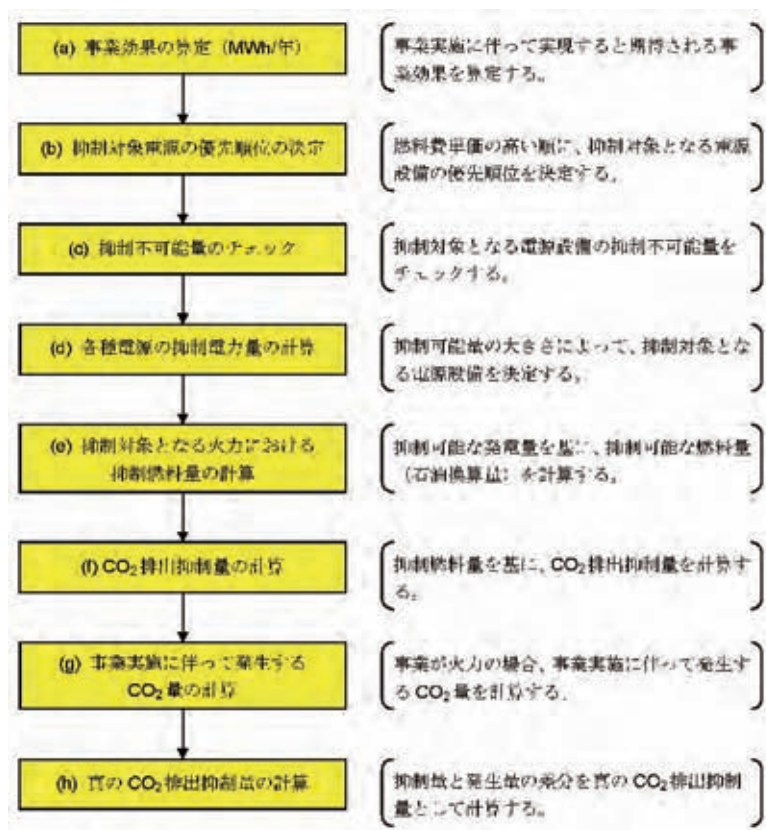 (a) 事業効果の算定（MWh/年）
事業実施に伴って実現すると期待される事
業効果を算定する。
(b) 抑制対象電源の優先順位の決定
燃料費単価の高い順に、抑制対象となる電源
設備の優先順位を決定する。
(c) 抑制不可能量のチェック
抑制対象となる電源設備の抑制不可能量を
チェックする。
(d) 各種電源の抑制電力量の計算
抑制可能量の大きさによって、抑制対象とな
る電源設備を決定する。
(e) 抑制対象となる火力における
抑制燃料量の計算
抑制可能な発電量を基に、抑制可能な燃料量
（石油換算量）を計算する。
(f) CO₂排出抑制量の計算
抑制燃料量を基に、CO₂排出抑制量を計算す
る。
(g) 事業実施に伴って発生する
CO₂量の計算
事業が火力の場合、事業実施に伴って発生す
るCO₂量を計算する。
(h) 真のCO₂排出抑制量の計算
抑制量と発生量の差分を真のCO₂排出抑制
量として計算する。